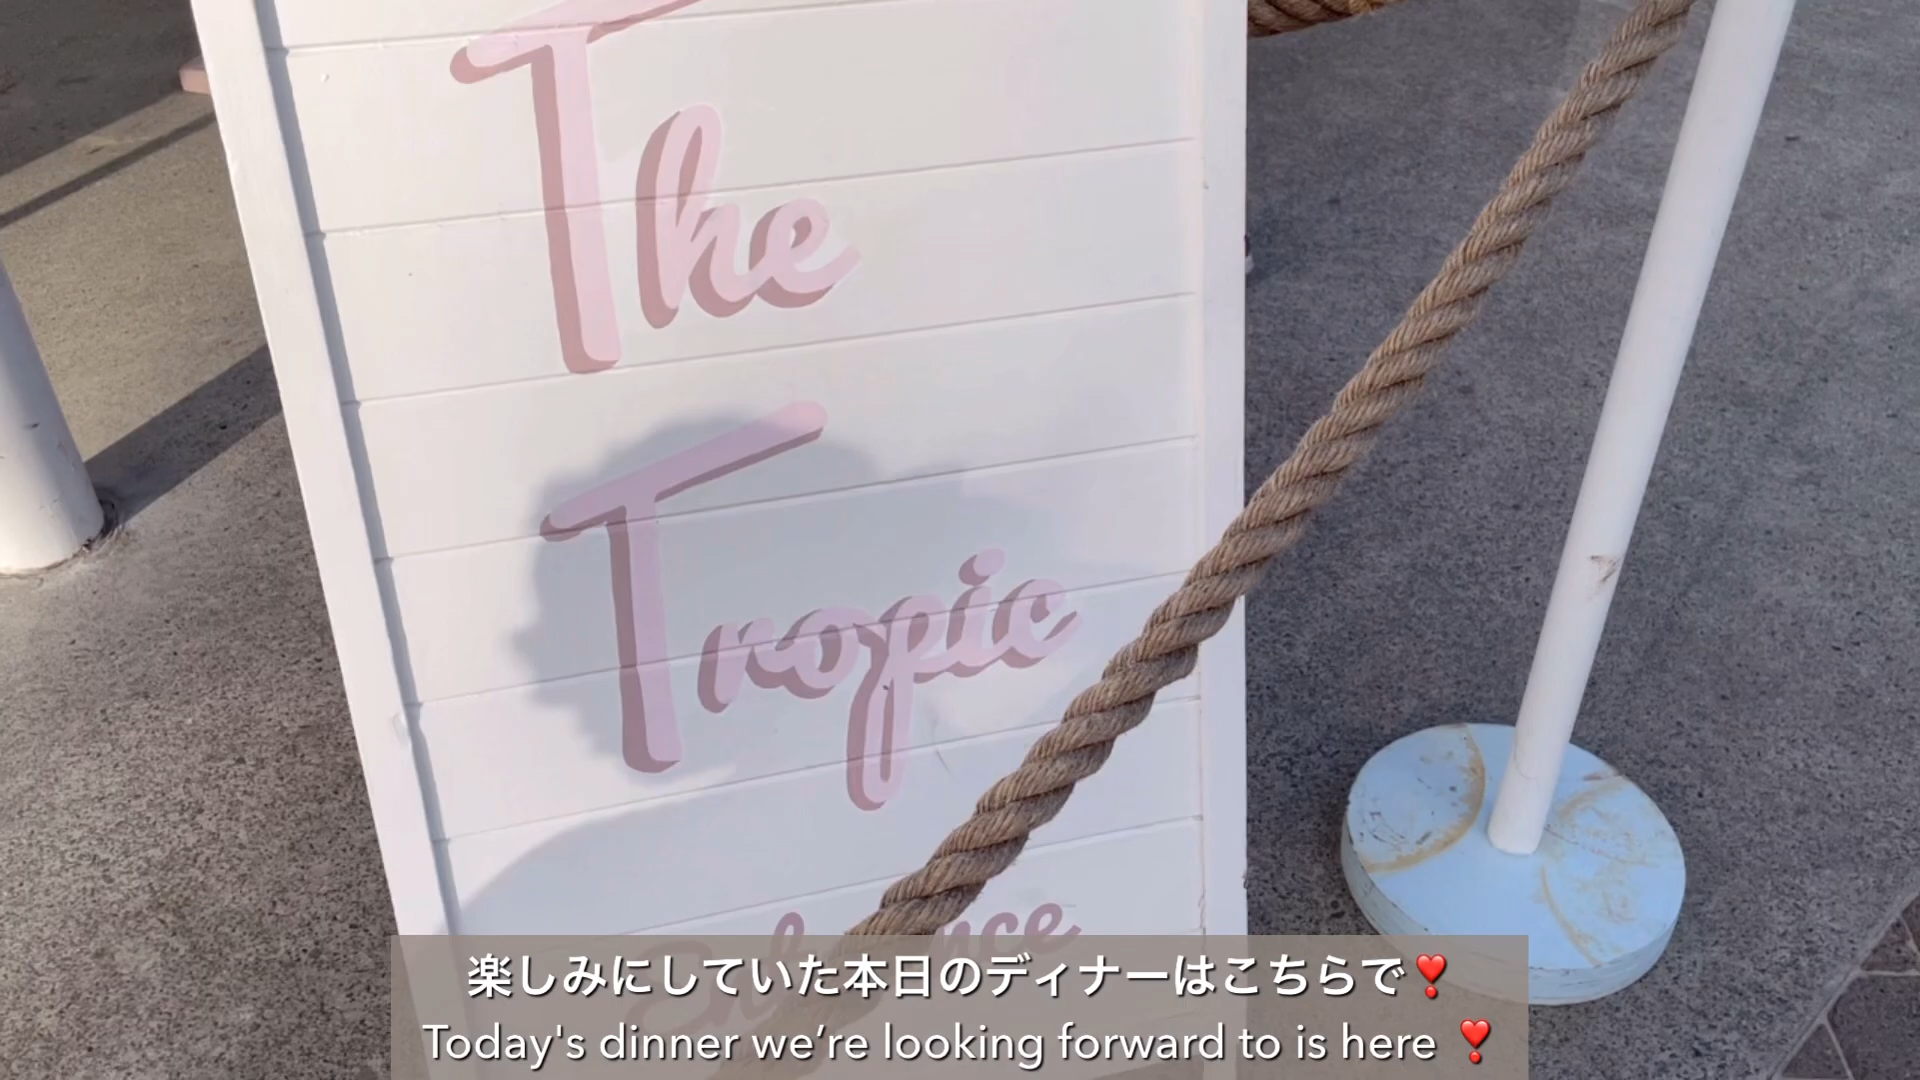 The
Tropic
Entrance
楽しみにしていた本日のディナーはこちらで❣️
Today's dinner we’re looking forward to is here ❣️